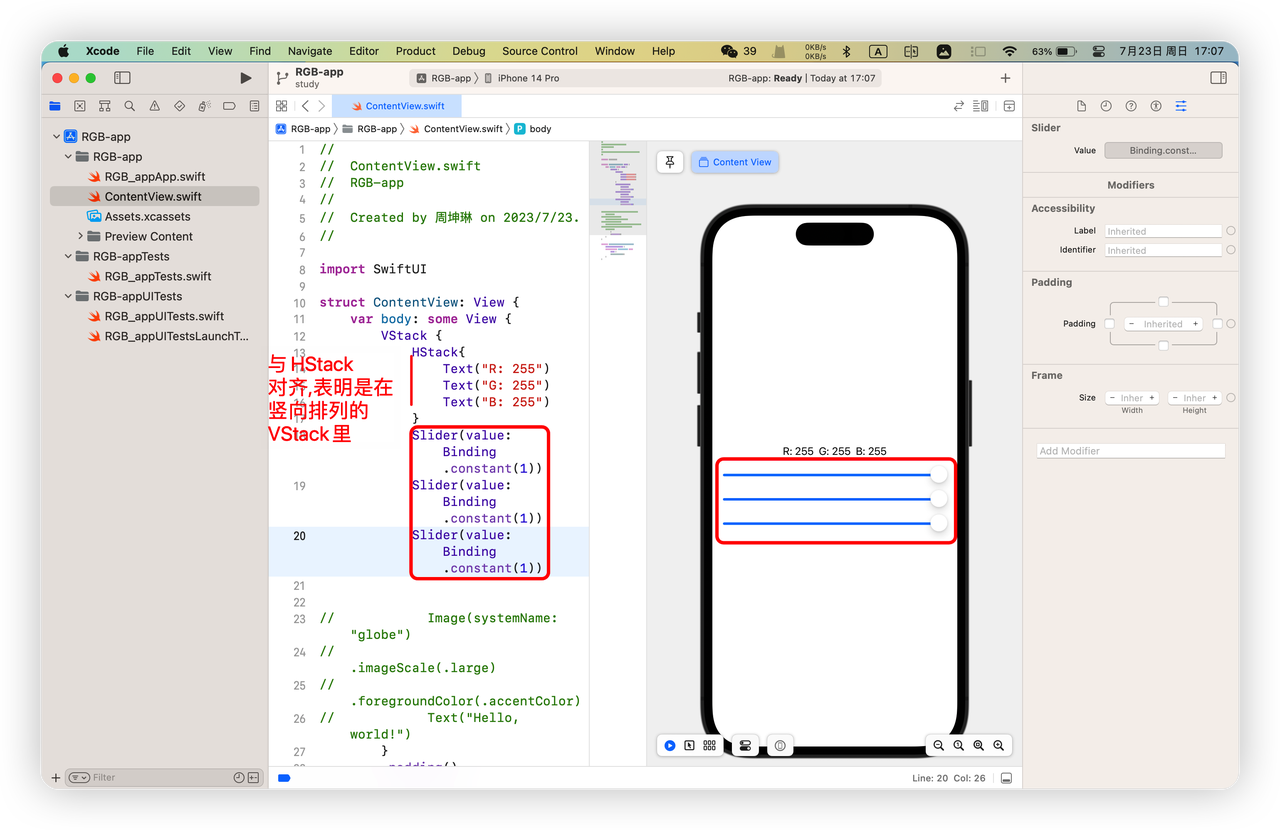 Xcode File Edit View Find Navigate Editor Product Debug Source Control Window Help 39 0KB/s 0KB/s A 63% 7月23日 周日 17:07
RGB-app
study
RGB-app 〉 iPhone 14 Pro
RGB-app: Ready | Today at 17:07
ContentView.swift
RGB-app 〉 RGB-app 〉 ContentView.swift 〉 P body
RGB-app
RGB-app
RGB_appApp.swift
ContentView.swift
Assets.xcassets
Preview Content
RGB-appTests
RGB_appTests.swift
RGB-appUITests
RGB_appUITests.swift
RGB_appUITestsLaunchT...
Filter
1 //
2 // ContentView.swift
3 // RGB-app
4 //
5 // Created by 周坤琳 on 2023/7/23.
6 //
7
8 import SwiftUI
9
10 struct ContentView: View {
11 var body: some View {
12 VStack {
13 HStack{
Text("R: 255")
Text("G: 255")
Text("B: 255")
}
Slider(value:
Binding
.constant(1))
19 Slider(value:
Binding
.constant(1))
20 Slider(value:
Binding
.constant(1))
21
22
23 // Image(systemName:
"globe")
24 //
.imageScale(.large)
25 //
.foregroundColor(.accentColor)
26 // Text("Hello,
world!")
27 }
.padding()
与 HStack
对齐,表明是在
竖向排列的
VStack 里
Content View
R: 255 G: 255 B: 255
Line: 20 Col: 26
Slider
Value Binding.const...
Modifiers
Accessibility
Label Inherited
Identifier Inherited
Padding
Padding − Inherited +
Frame
Size − Inher + − Inher +
Width Height
Add Modifier